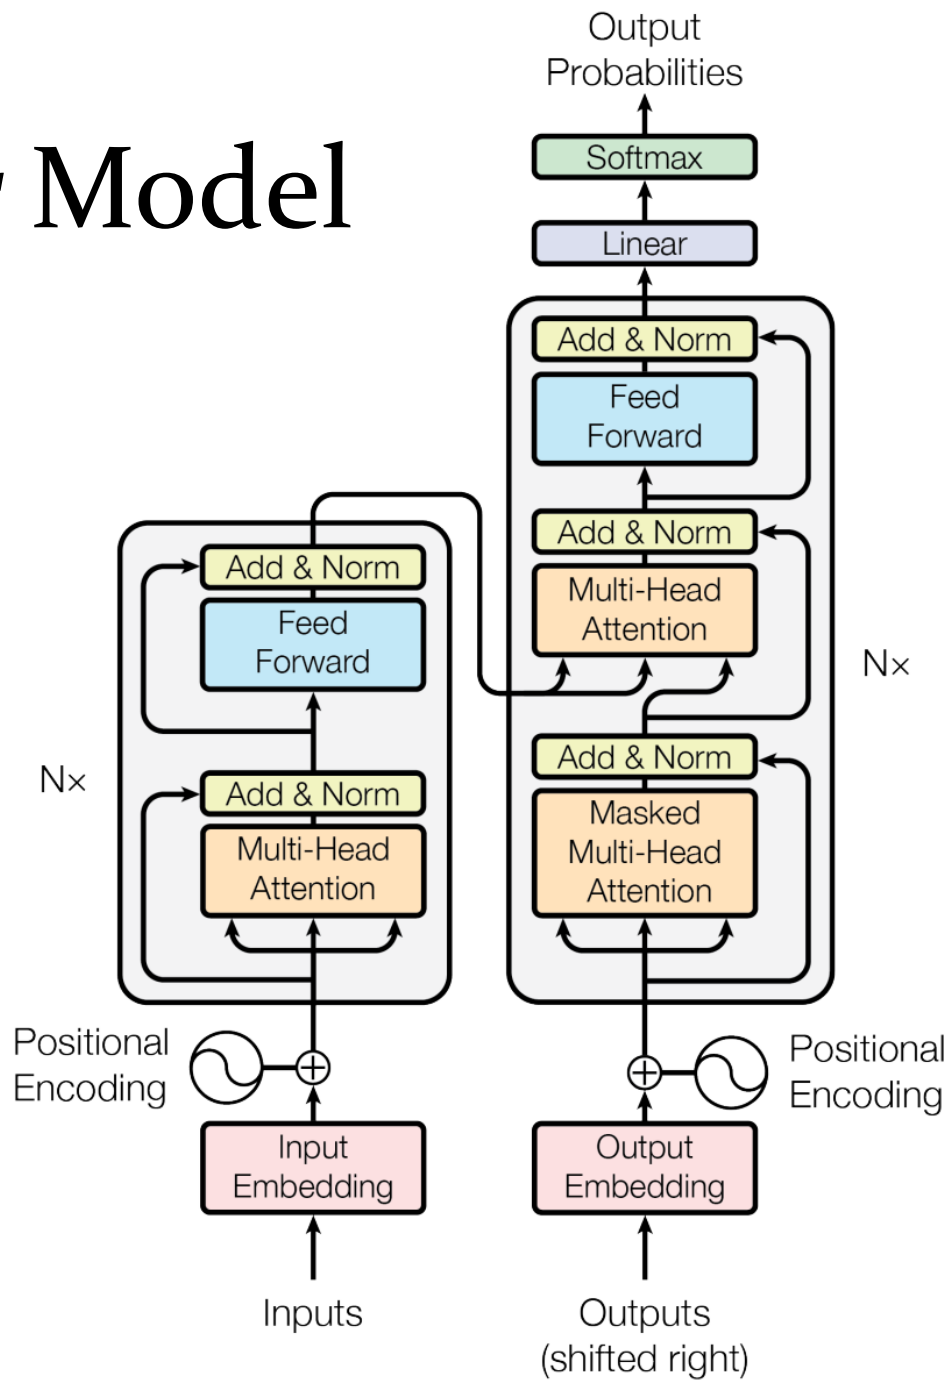 Output
Probabilities
Softmax
Model
Linear
Add & Norm
Feed
Forward
Add & Norm
Multi-Head
Attention
Add & Norm
Masked
Multi-Head
Attention
Nx
Add & Norm
Feed
Forward
Add & Norm
Multi-Head
Attention
Nx
Positional
Encoding
Positional
Encoding
Input
Embedding
Output
Embedding
Inputs
Outputs
(shifted right)